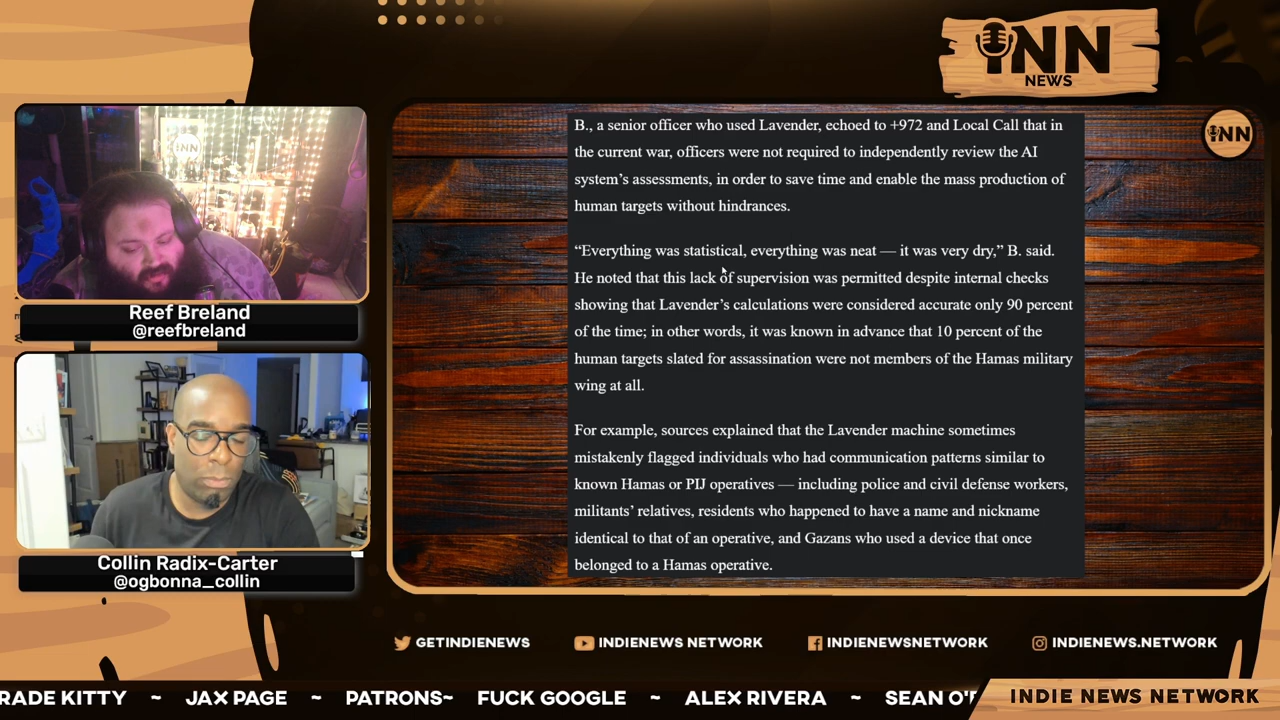 INN
NEWS
INN
B., a senior officer who used Lavender, echoed to +972 and Local Call that in
the current war, officers were not required to independently review the AI
system’s assessments, in order to save time and enable the mass production of
human targets without hindrances.
“Everything was statistical, everything was neat — it was very dry,” B. said.
He noted that this lack of supervision was permitted despite internal checks
showing that Lavender’s calculations were considered accurate only 90 percent
of the time; in other words, it was known in advance that 10 percent of the
human targets slated for assassination were not members of the Hamas military
wing at all.
For example, sources explained that the Lavender machine sometimes
mistakenly flagged individuals who had communication patterns similar to
known Hamas or PIJ operatives — including police and civil defense workers,
militants’ relatives, residents who happened to have a name and nickname
identical to that of an operative, and Gazans who used a device that once
belonged to a Hamas operative.
Reef Breland
@reefbreland
Collin Radix-Carter
@ogbonna_collin
GETINDIENEWS
INDIENEWS NETWORK
INDIENEWSNETWORK
INDIENEWS.NETWORK
RADE KITTY ~ JAX PAGE ~ PATRONS~ FUCK GOOGLE ~ ALEX RIVERA ~ SEAN O'
INDIE NEWS NETWORK